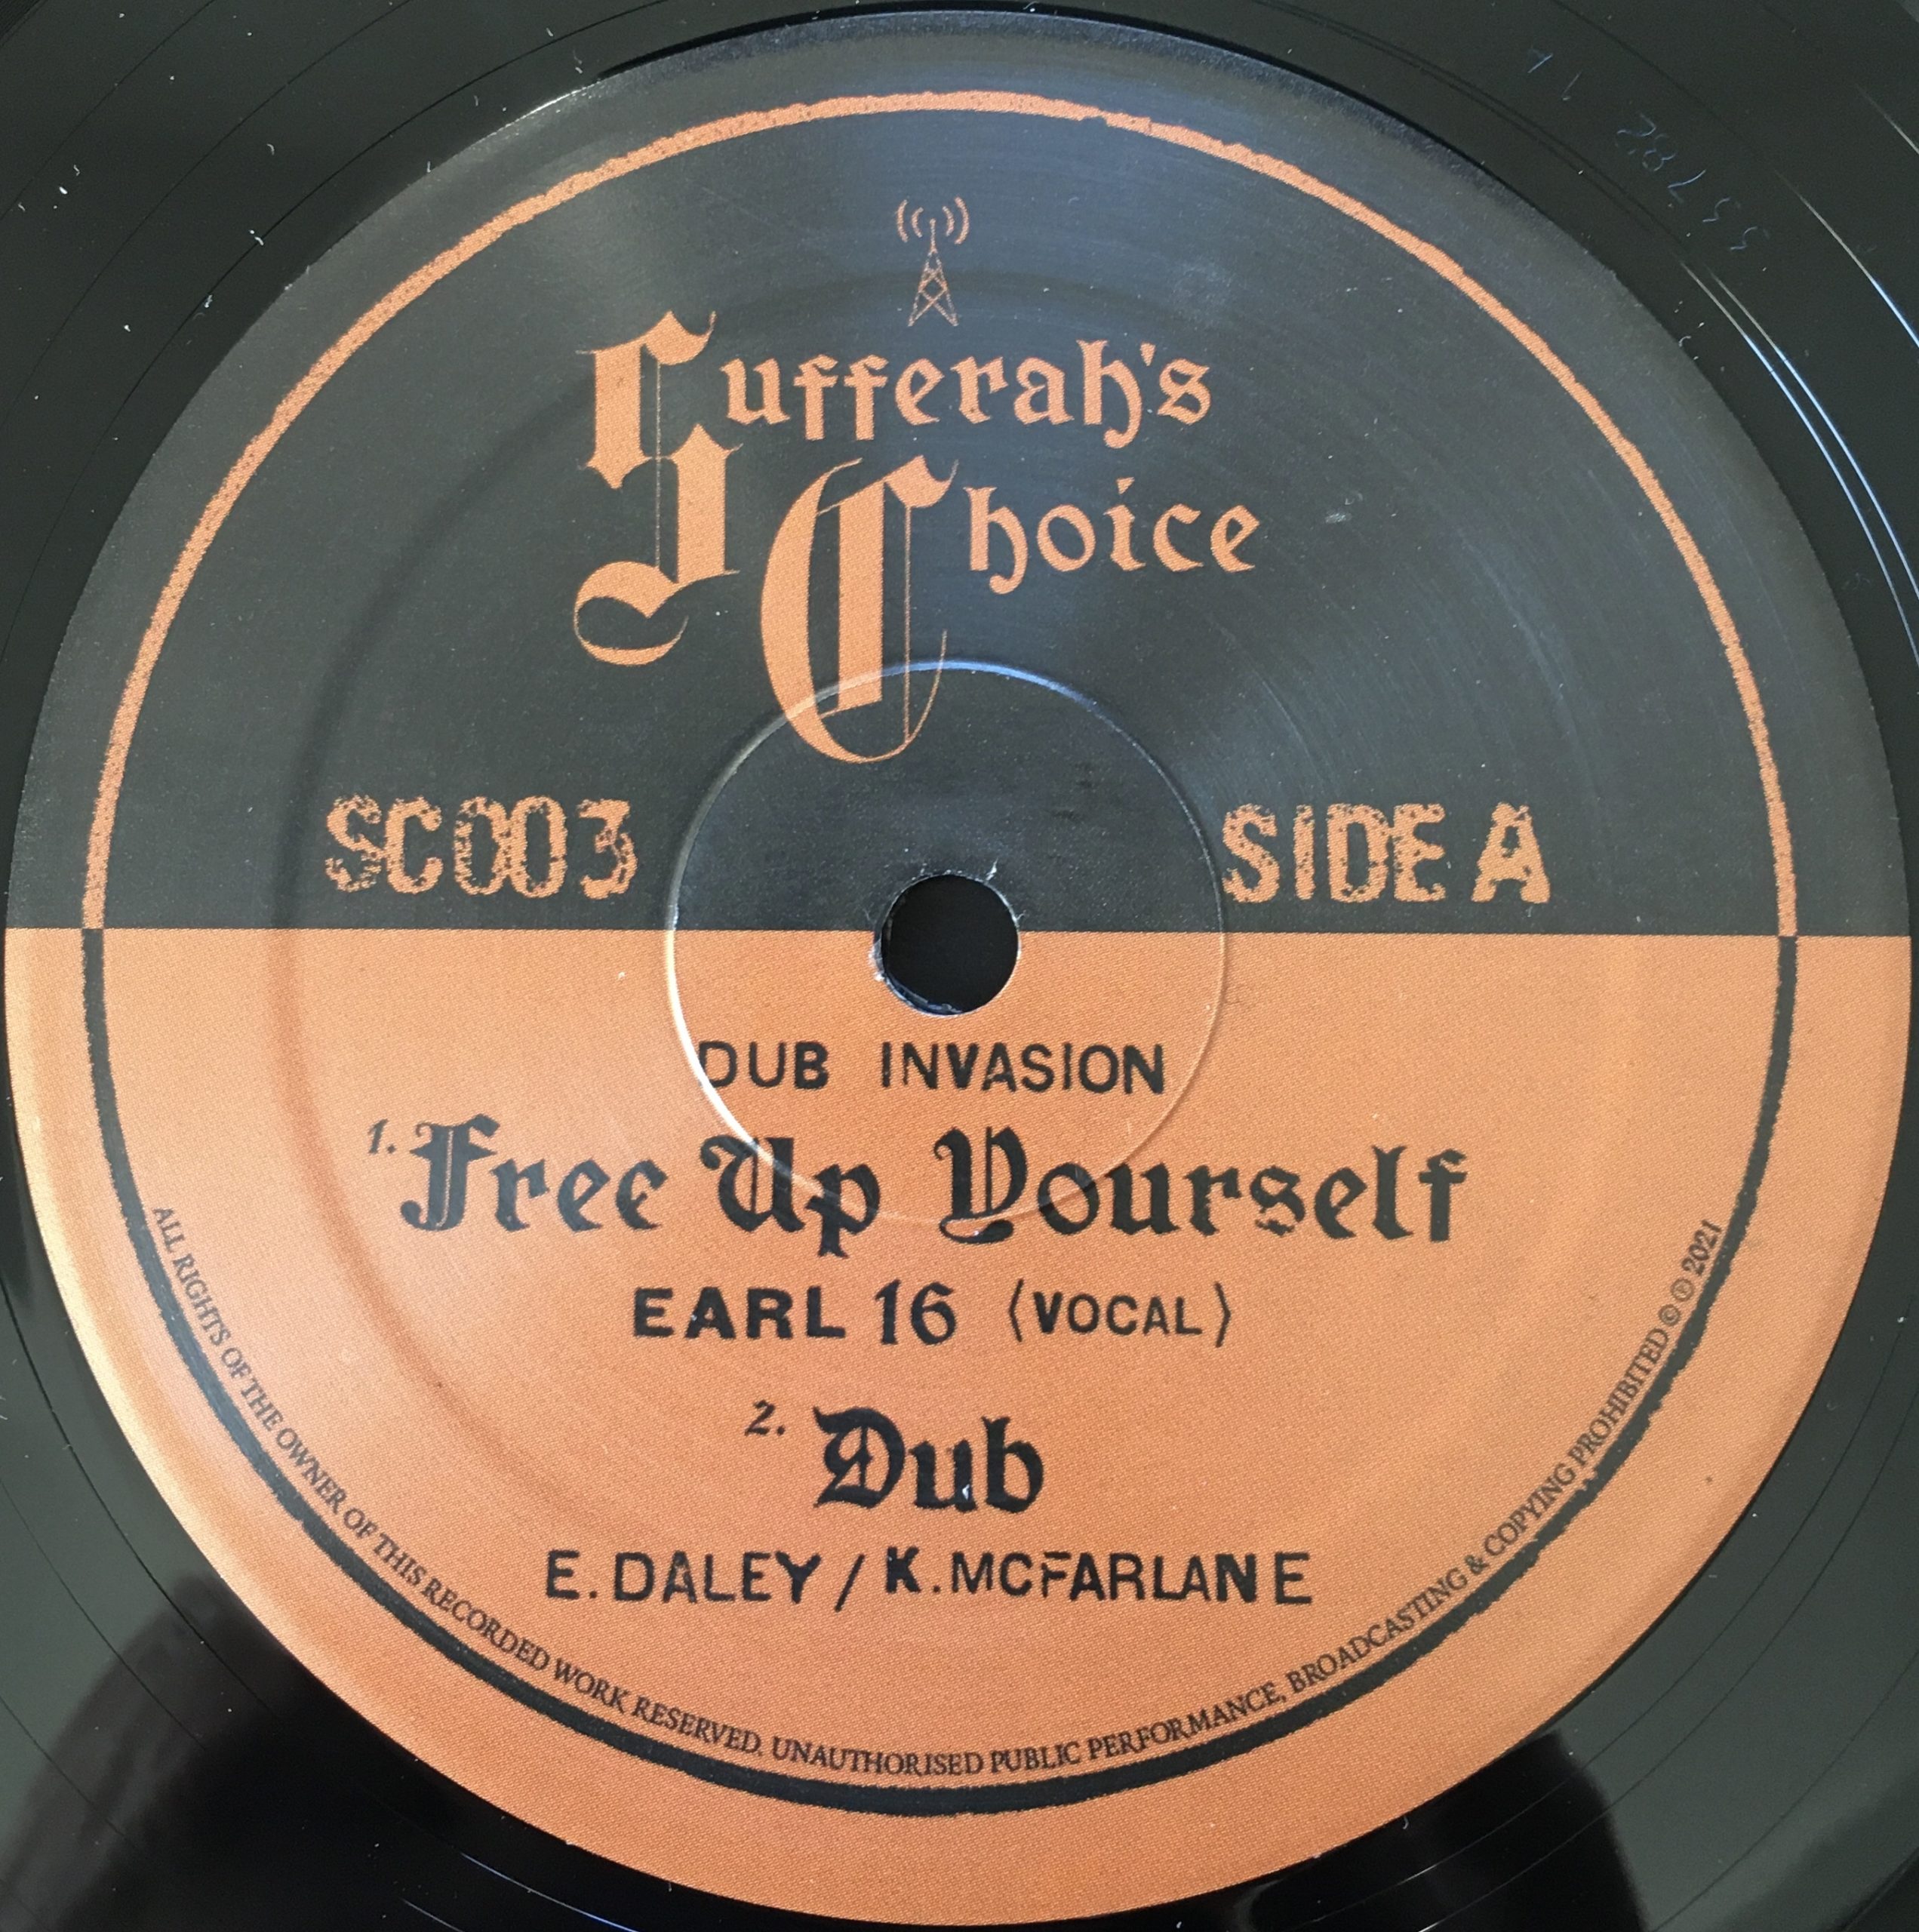 Sufferah's
Choice
SC003
SIDE A
DUB INVASION
1. Free Up Yourself
EARL 16 (VOCAL)
2. Dub
E. DALEY / K. MCFARLANE
ALL RIGHTS OF THE OWNER OF THIS RECORDED WORK RESERVED. UNAUTHORISED PUBLIC PERFORMANCE, BROADCASTING & COPYING PROHIBITED © ℗ 2021